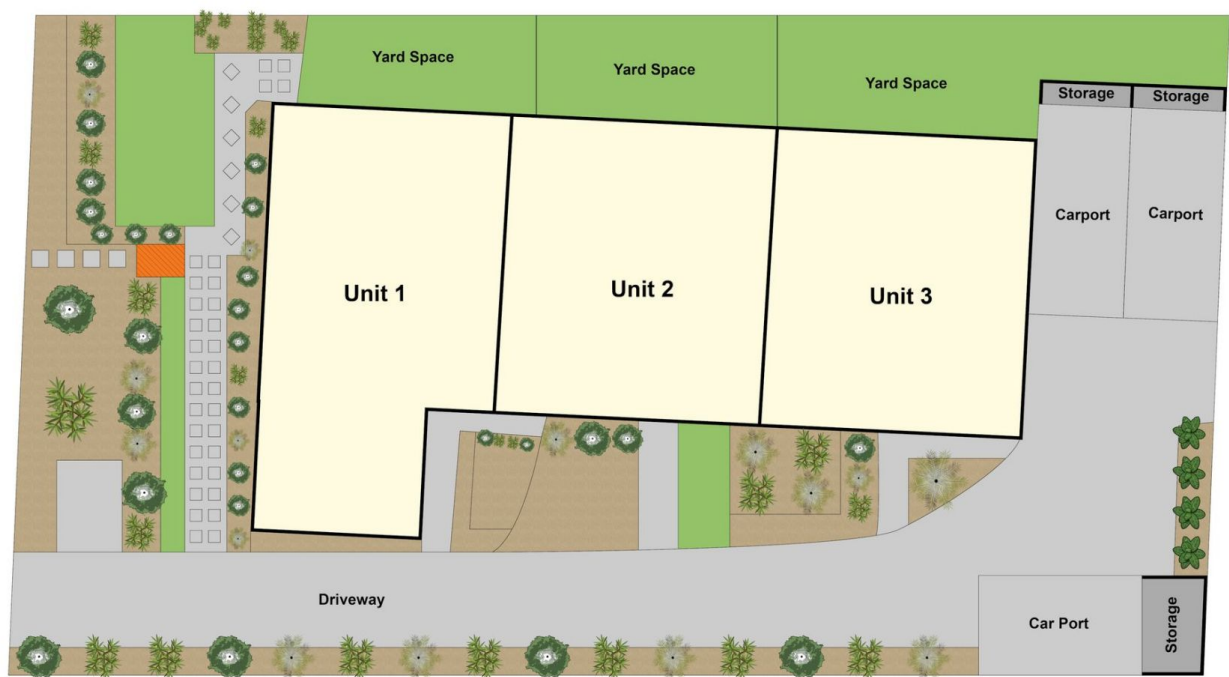 Yard Space
Yard Space
Yard Space
Storage
Storage
Carport
Carport
Unit 1
Unit 2
Unit 3
Driveway
Car Port
Storage